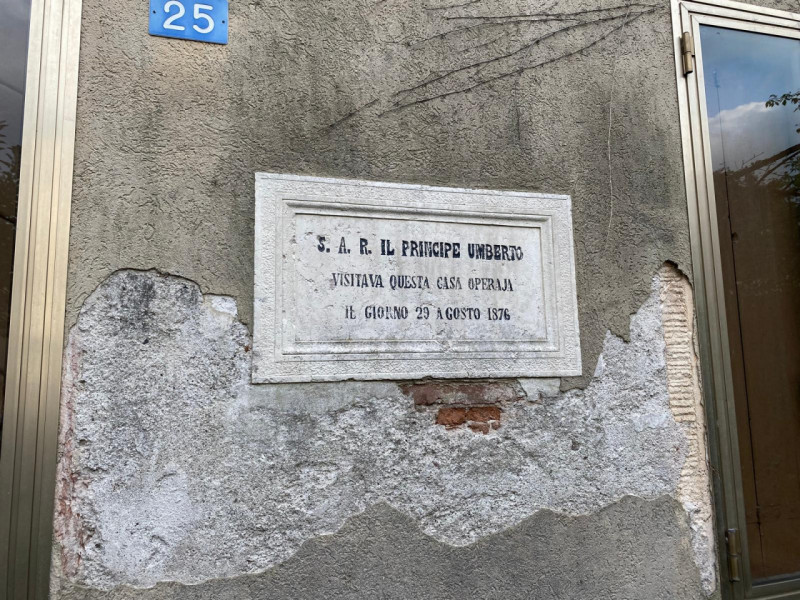 25
S. A. R. IL PRINCIPE UMBERTO
VISITAVA QUESTA CASA OPERAJA
IL GIORNO 29 AGOSTO 1876